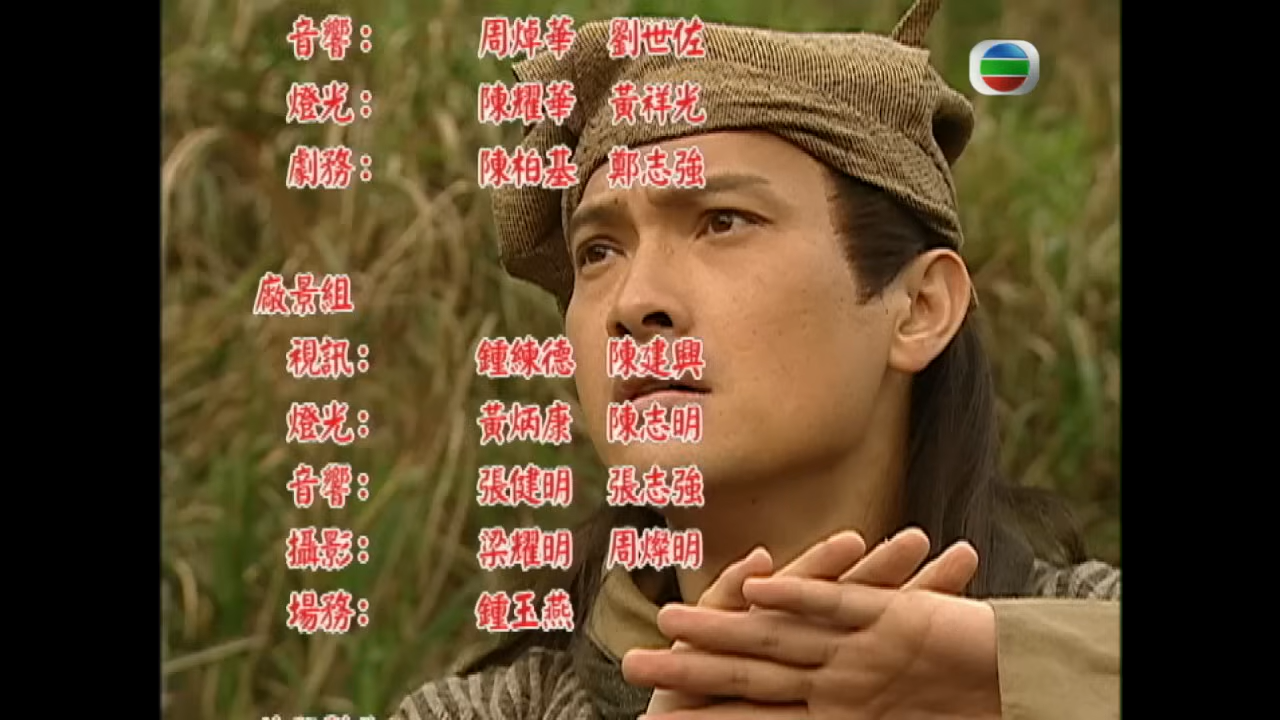 音響： 周焯華 劉世佐
燈光： 陳耀華 黃祥光
劇務： 陳柏基 鄭志強
廠景組
視訊： 鍾練德 陳建興
燈光： 黃炳康 陳志明
音響： 張健明 張志強
攝影： 梁耀明 周燦明
場務： 鍾玉燕